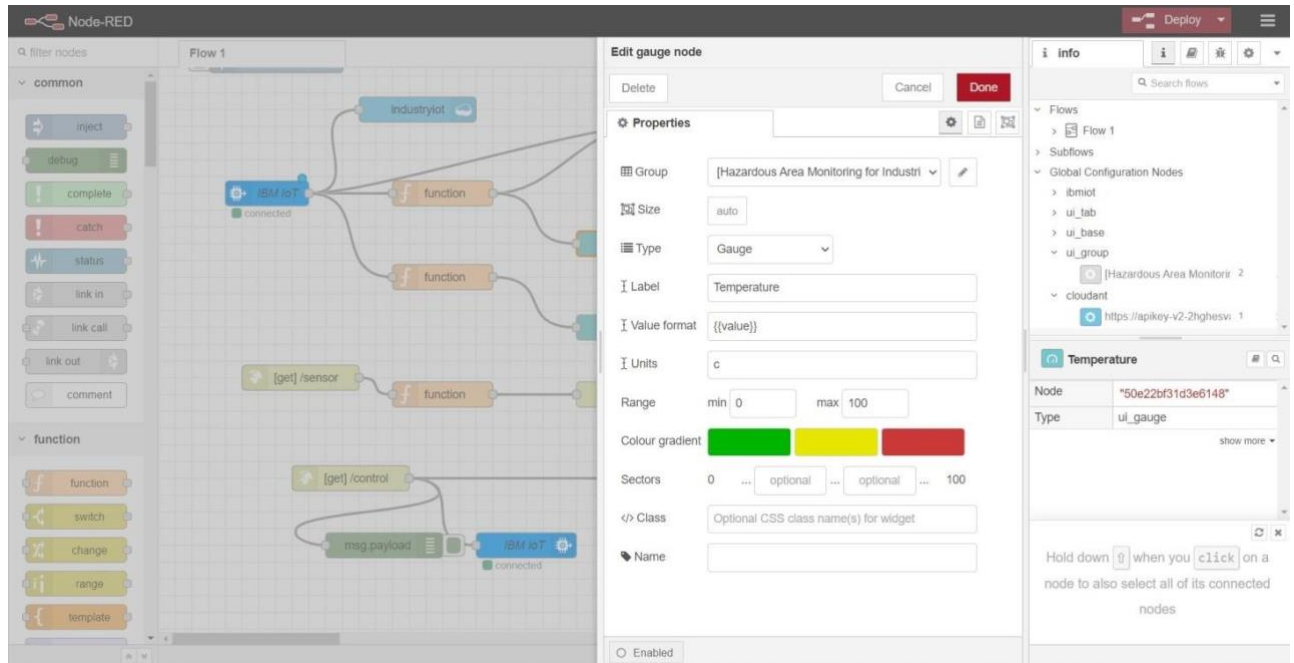 Node-RED
Deploy
filter nodes
Flow 1
common
inject
debug
complete
catch
status
link in
link call
link out
comment
function
function
switch
change
range
template
Industryiot
IBM IoT
connected
function
function
[get] /sensor
function
[get] /control
msg.payload
IBM IoT
connected
Edit gauge node
Delete
Cancel
Done
Properties
Group
[Hazardous Area Monitoring for Industri
Size
auto
Type
Gauge
Label
Temperature
Value format
{{value}}
Units
c
Range
min 0
max 100
Colour gradient
Sectors
0 ... optional ... optional ... 100
</> Class
Optional CSS class name(s) for widget
Name
Enabled
i info
i
Search flows
Flows
Flow 1
Subflows
Global Configuration Nodes
ibmiot
ui_tab
ui_base
ui_group
[Hazardous Area Monitorir 2
cloudant
1
Temperature
Node
"50e22bf31d3e6148"
Type
ui_gauge
show more
Hold down ⇧ when you click on a
node to also select all of its connected
nodes